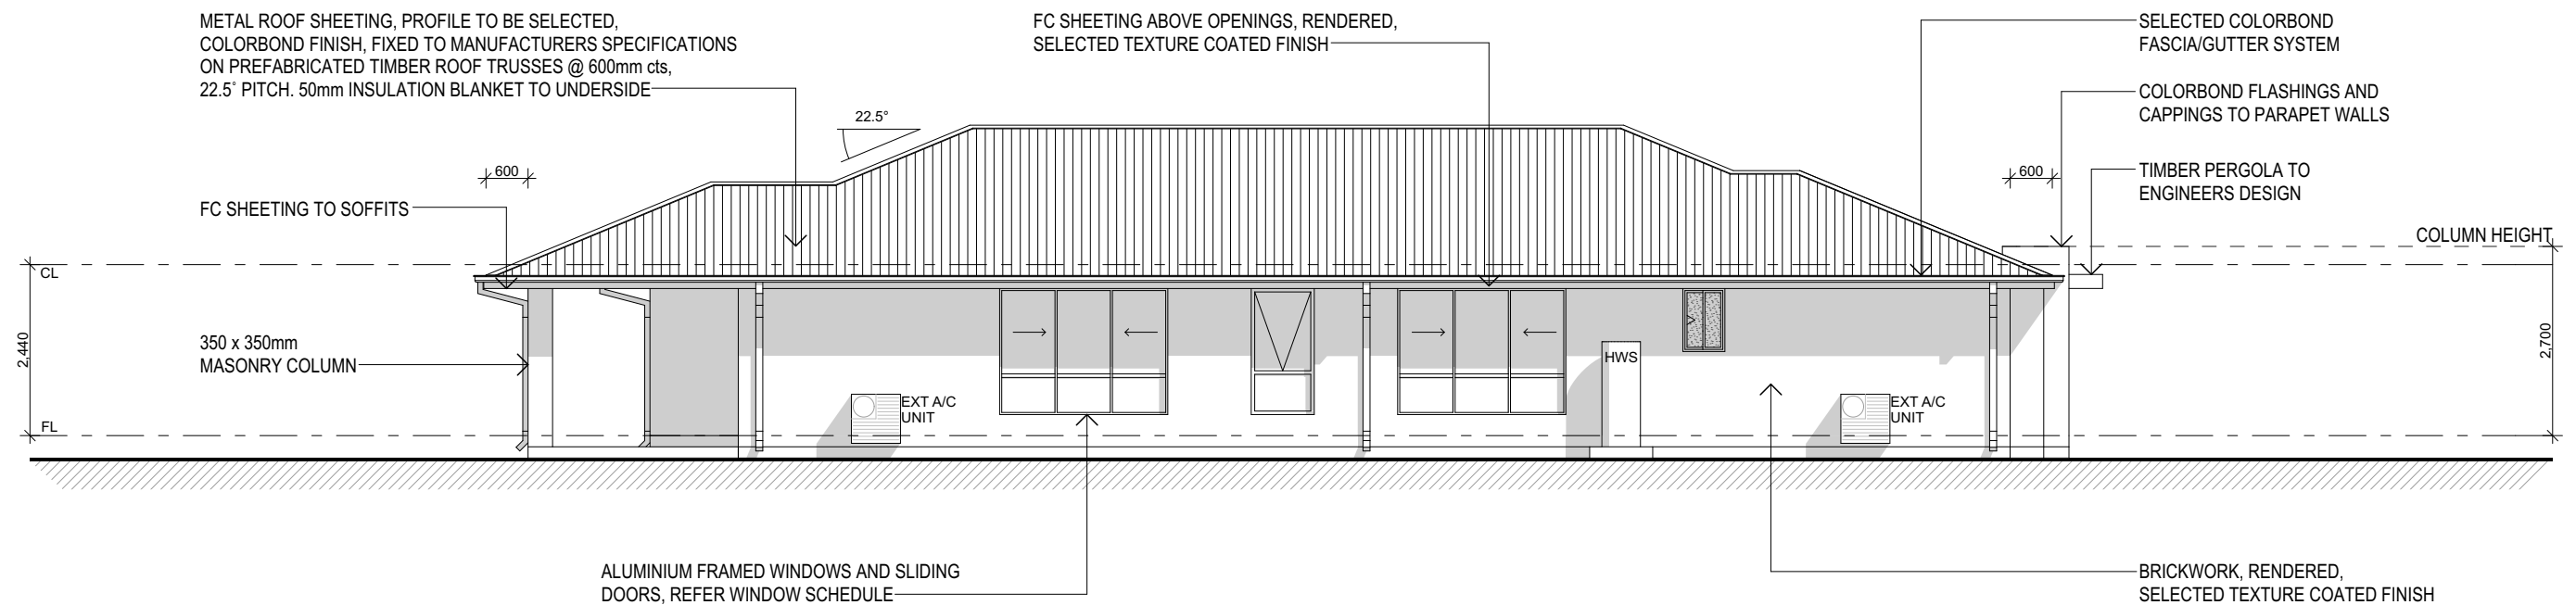 METAL ROOF SHEETING, PROFILE TO BE SELECTED,
COLORBOND FINISH, FIXED TO MANUFACTURERS SPECIFICATIONS
ON PREFABRICATED TIMBER ROOF TRUSSES @ 600mm cts,
22.5° PITCH. 50mm INSULATION BLANKET TO UNDERSIDE
FC SHEETING ABOVE OPENINGS, RENDERED,
SELECTED TEXTURE COATED FINISH
SELECTED COLORBOND
FASCIA/GUTTER SYSTEM
COLORBOND FLASHINGS AND
CAPPINGS TO PARAPET WALLS
22.5°
600
600
TIMBER PERGOLA TO
ENGINEERS DESIGN
FC SHEETING TO SOFFITS
COLUMN HEIGHT
CL
2,440
2,700
350 x 350mm
MASONRY COLUMN
HWS
EXT A/C
UNIT
EXT A/C
UNIT
FL
ALUMINIUM FRAMED WINDOWS AND SLIDING
DOORS, REFER WINDOW SCHEDULE
BRICKWORK, RENDERED,
SELECTED TEXTURE COATED FINISH